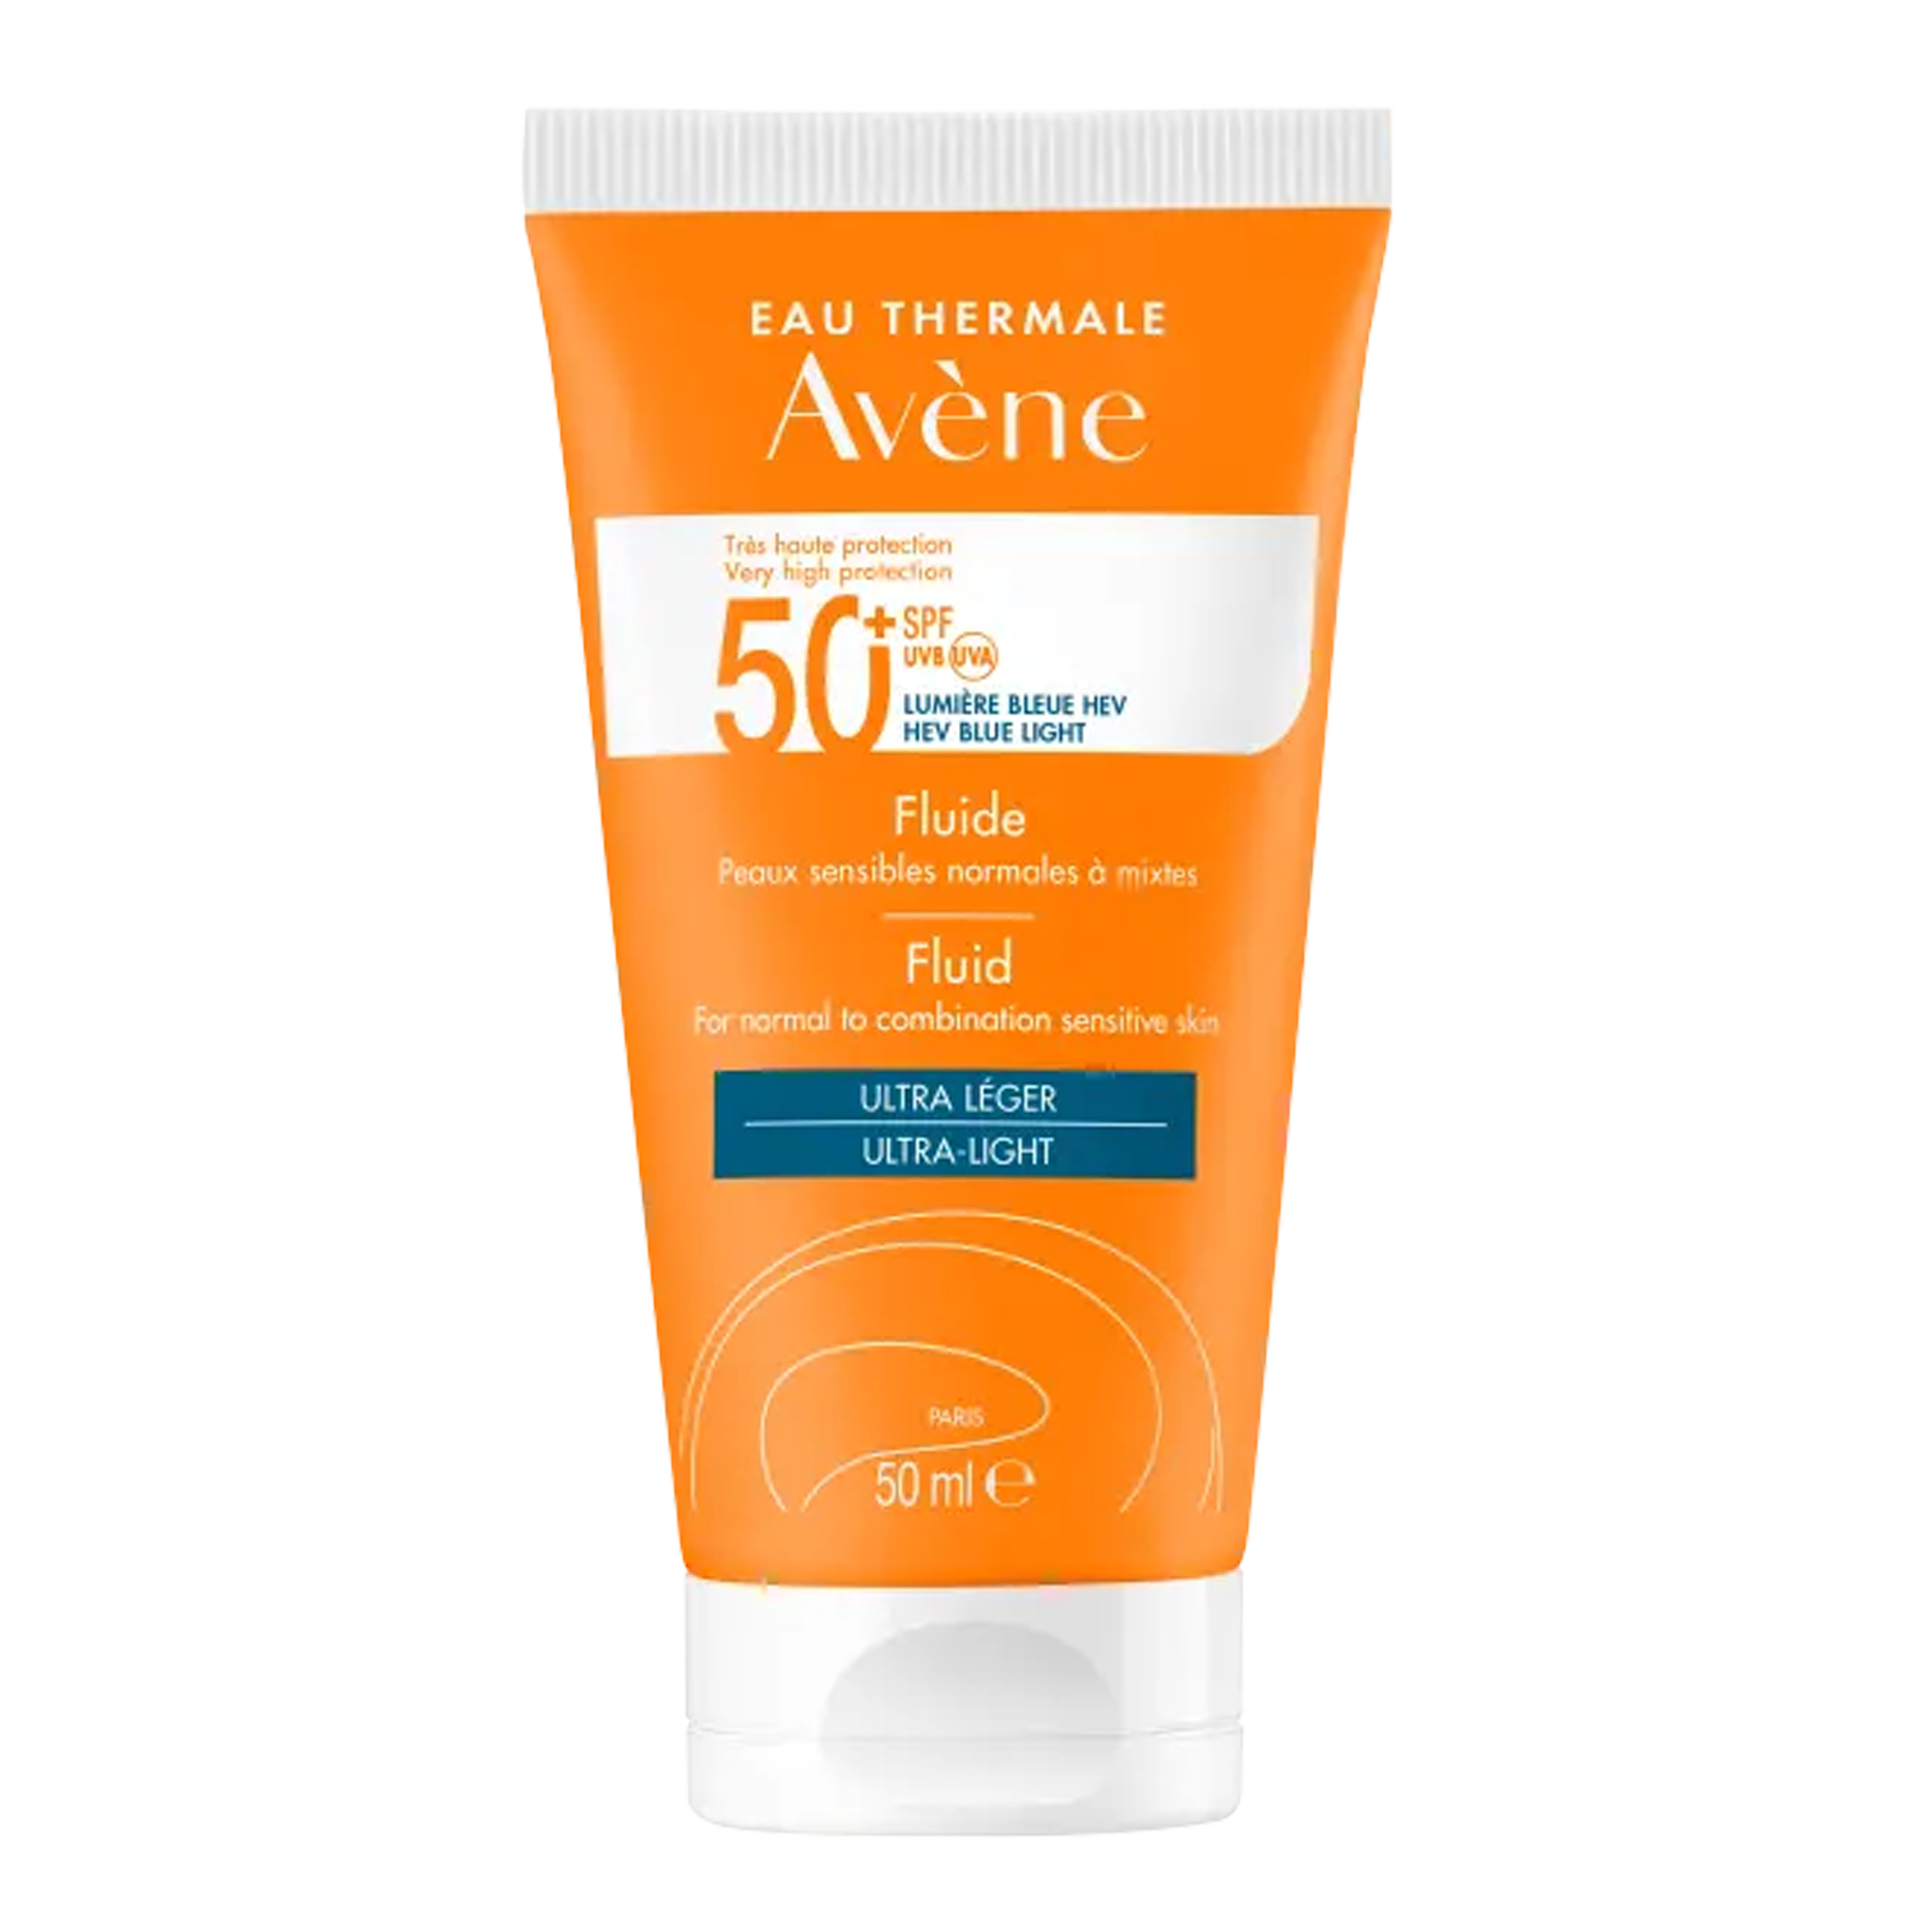 EAU THERMALE
Avène
Très haute protection
Very high protection
50+ SPF
UVB UVA
LUMIÈRE BLEUE HEV
HEV BLUE LIGHT
Fluide
Peaux sensibles normales à mixtes
Fluid
For normal to combination sensitive skin
ULTRA LÉGER
ULTRA-LIGHT
PARIS
50 ml e